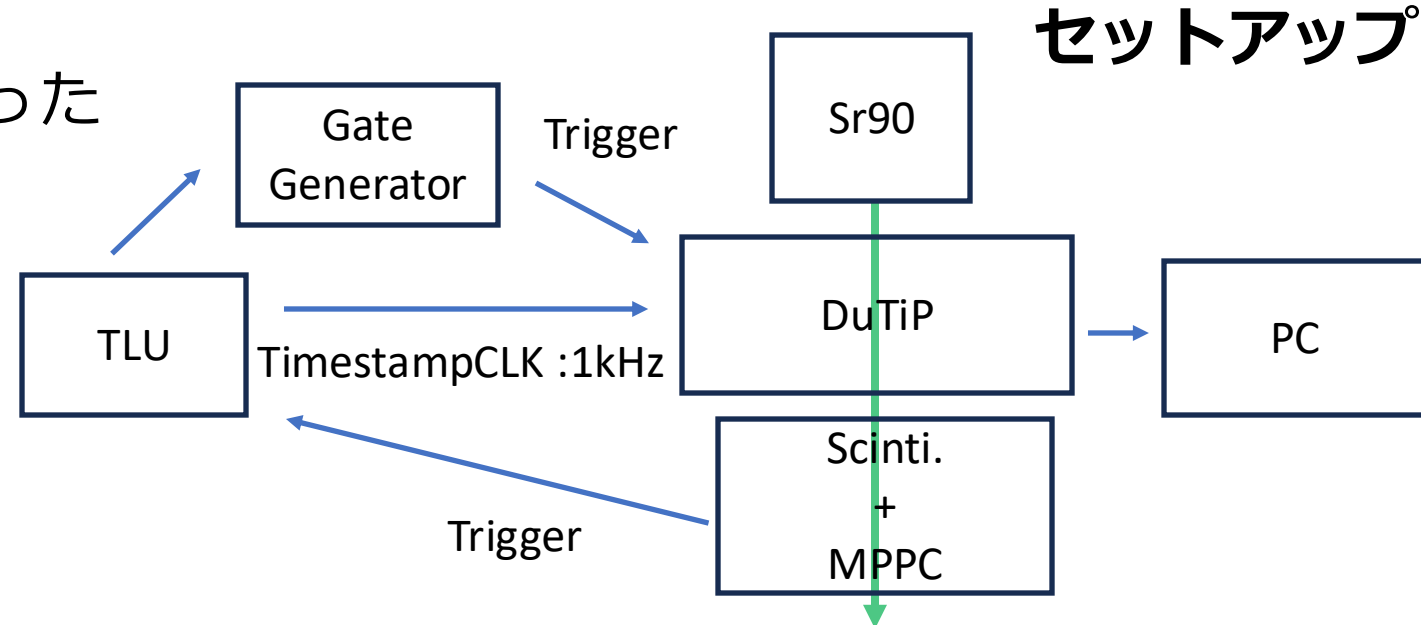 セットアップ
った
Gate
Generator
Trigger
Sr90
TLU
TimestampCLK :1kHz
DuTiP
PC
Scinti.
+
MPPC
Trigger